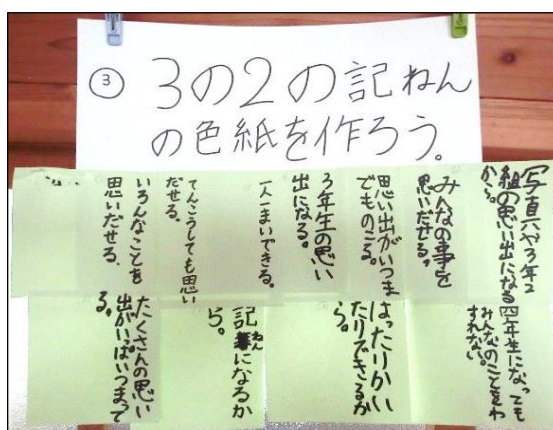 ③ 3の2の記ねん
の色紙を作ろう。
写真八や3年2
組の思い出になる
から。
みんなの事を
思いだせる。
思い出がいつま
でものこる。
3年生の思い
出になる。
一人一まいできる。
てんこうしても思い
だせる。
いろんなことを
思いだせる。
四年生になっても
みんなのことをわ
すれない。
はったりかい
たりできるか
ら。
記ねんになるか
ら。
たくさんの思い
出がいっぱいつまって
る。